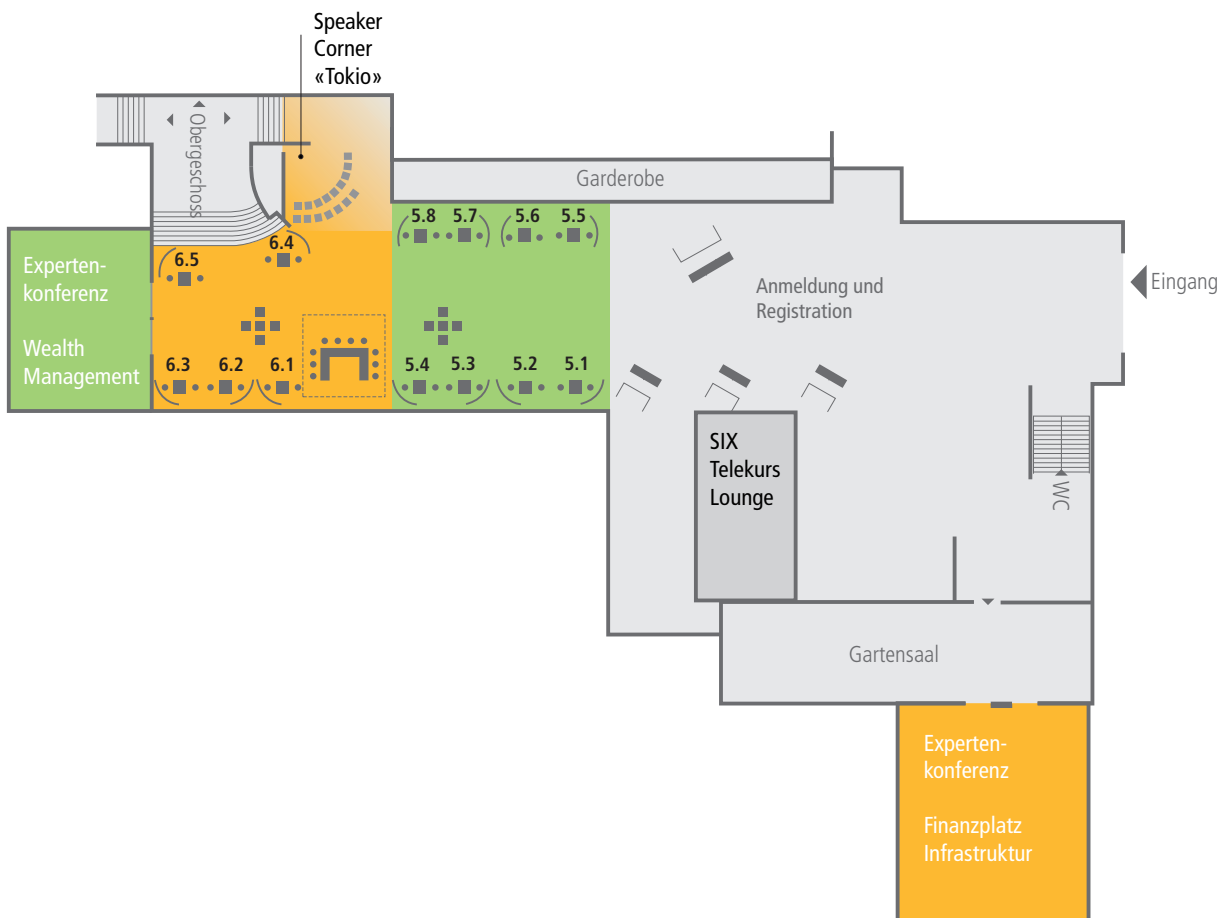 Speaker
Corner
«Tokio»
Obergeschoss
Garderobe
5.8 5.7 5.6 5.5
6.4
6.5
Experten-
konferenz
Wealth
Management
Anmeldung und
Registration
Eingang
6.3 6.2 6.1 5.4 5.3 5.2 5.1
SIX
Telekurs
Lounge
WC
Gartensaal
Experten-
konferenz
Finanzplatz
Infrastruktur